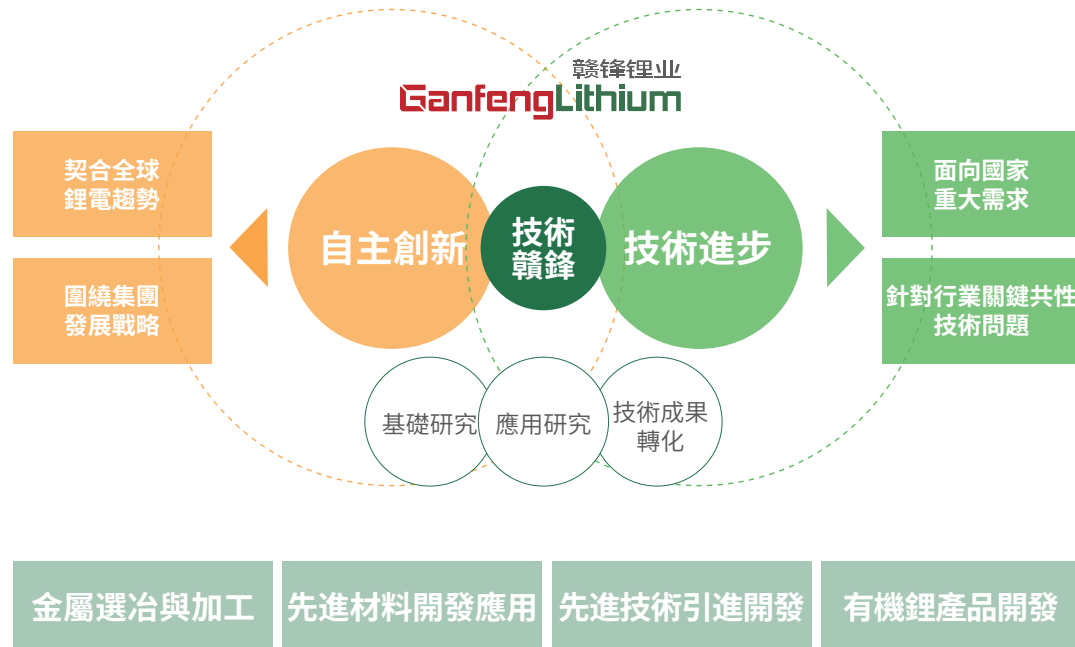 赣锋锂业
GanfengLithium
契合全球
鋰電趨勢
圍繞集團
發展戰略
自主創新
技術
贛鋒
技術進步
面向國家
重大需求
針對行業關鍵共性
技術問題
基礎研究
應用研究
技術成果
轉化
金屬選冶與加工
先進材料開發應用
先進技術引進開發
有機鋰產品開發